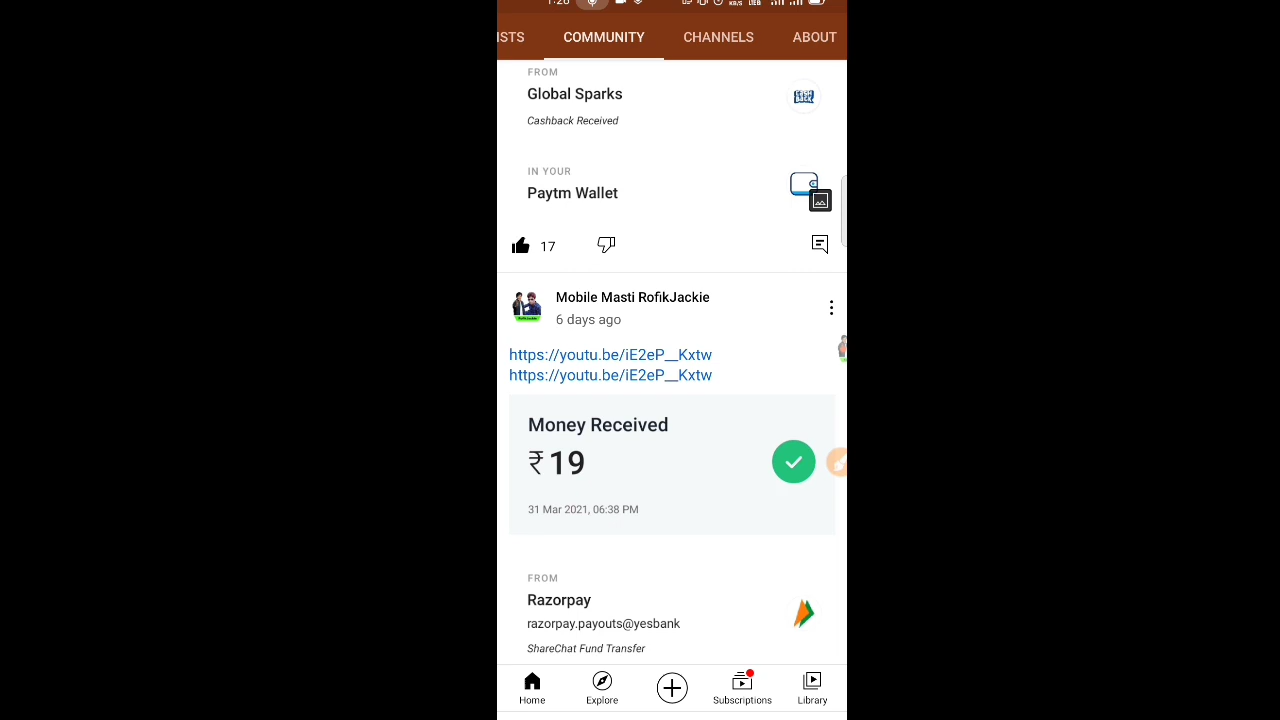 1:26
ISTS
COMMUNITY
CHANNELS
ABOUT
FROM
Global Sparks
Cashback Received
IN YOUR
Paytm Wallet
17
Mobile Masti RofikJackie
6 days ago
https://youtu.be/iE2eP__Kxtw
https://youtu.be/iE2eP__Kxtw
Money Received
₹19
31 Mar 2021, 06:38 PM
FROM
Razorpay
razorpay.payouts@yesbank
ShareChat Fund Transfer
Home
Explore
Subscriptions
Library